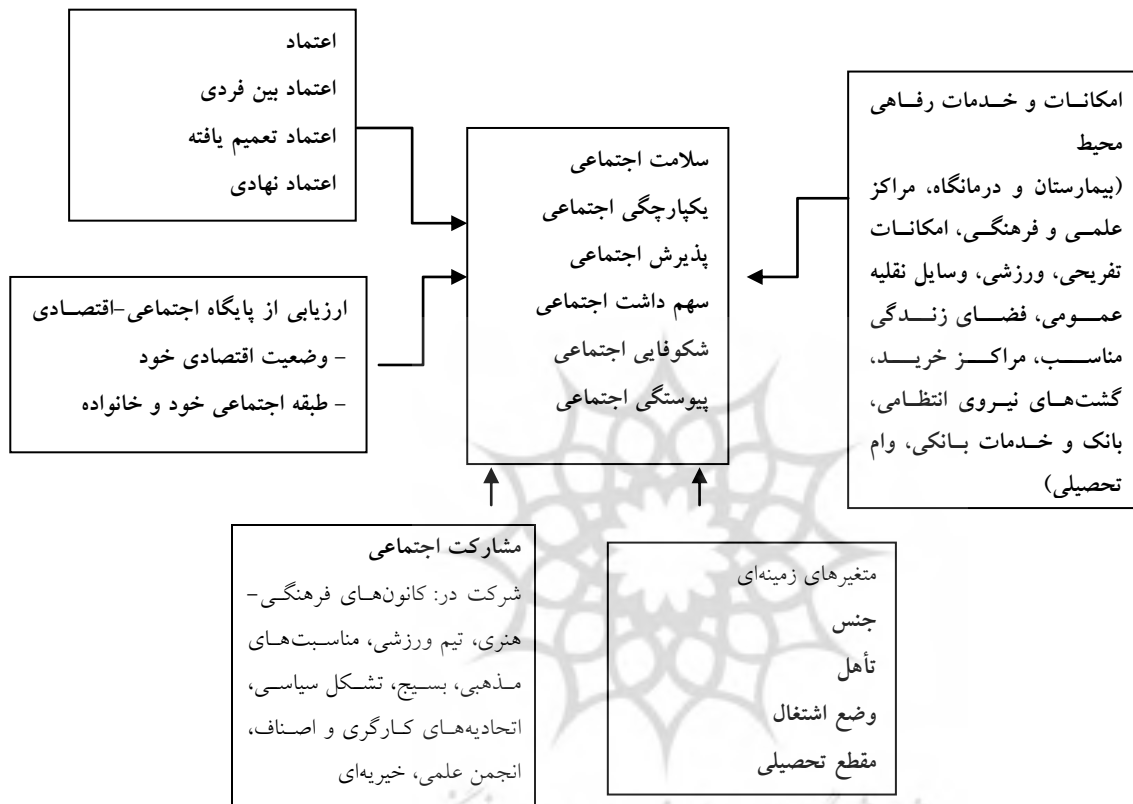 اعتماد
اعتماد بین فردی
اعتماد تعمیم یافته
اعتماد نهادی
امکانات و خدمات رفاهی
محیط
(بیمارستان و درمانگاه، مراکز
علمی و فرهنگی، امکانات
تفریحی، ورزشی، وسایل نقلیه
عمومی، فضای زندگی
مناسب، مراکز خرید،
گشت‌های نیروی انتظامی،
بانک و خدمات بانکی، وام
تحصیلی)
سلامت اجتماعی
یکپارچگی اجتماعی
پذیرش اجتماعی
سهم داشت اجتماعی
شکوفایی اجتماعی
پیوستگی اجتماعی
ارزیابی از پایگاه اجتماعی-اقتصادی
- وضعیت اقتصادی خود
- طبقه اجتماعی خود و خانواده
مشارکت اجتماعی
شرکت در: کانون‌های فرهنگی-
هنری، تیم ورزشی، مناسبت‌های
مذهبی، بسیج، تشکل سیاسی،
اتحادیه‌های کارگری و اصناف،
انجمن علمی، خیریه‌ای
متغیرهای زمینه‌ای
جنس
تأهل
وضع اشتغال
مقطع تحصیلی